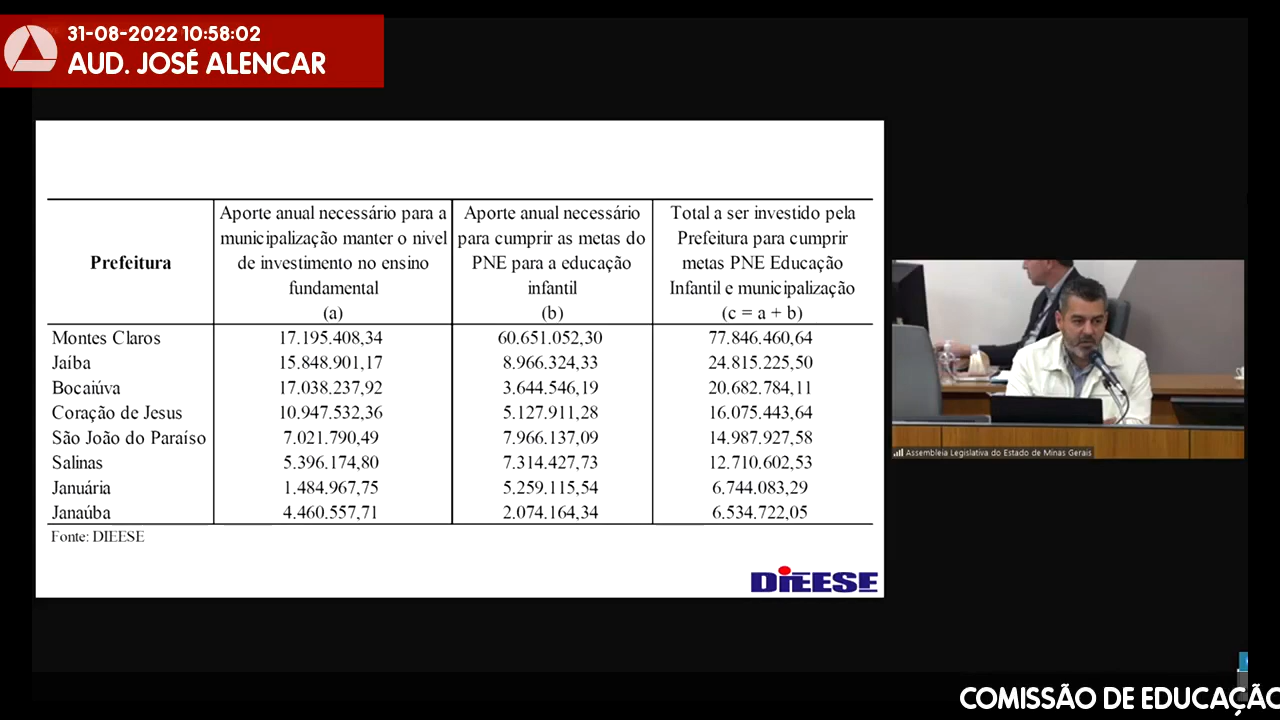 31-08-2022 10:58:02
AUD. JOSÉ ALENCAR
Prefeitura
Aporte anual necessário para a
municipalização manter o nivel
de investimento no ensino
fundamental
(a)
Aporte anual necessário
para cumprir as metas do
PNE para a educação
infantil
(b)
Total a ser investido pela
Prefeitura para cumprir
metas PNE Educação
Infantil e municipalização
(c = a + b)
Montes Claros 17.195.408,34 60.651.052,30 77.846.460,64
Jaíba 15.848.901,17 8.966.324,33 24.815.225,50
Bocaiúva 17.038.237,92 3.644.546,19 20.682.784,11
Coração de Jesus 10.947.532,36 5.127.911,28 16.075.443,64
São João do Paraíso 7.021.790,49 7.966.137,09 14.987.927,58
Salinas 5.396.174,80 7.314.427,73 12.710.602,53
Januária 1.484.967,75 5.259.115,54 6.744.083,29
Janaúba 4.460.557,71 2.074.164,34 6.534.722,05
Fonte: DIEESE
DIEESE
Assembleia Legislativa do Estado de Minas Gerais
COMISSÃO DE EDUCAÇÃO